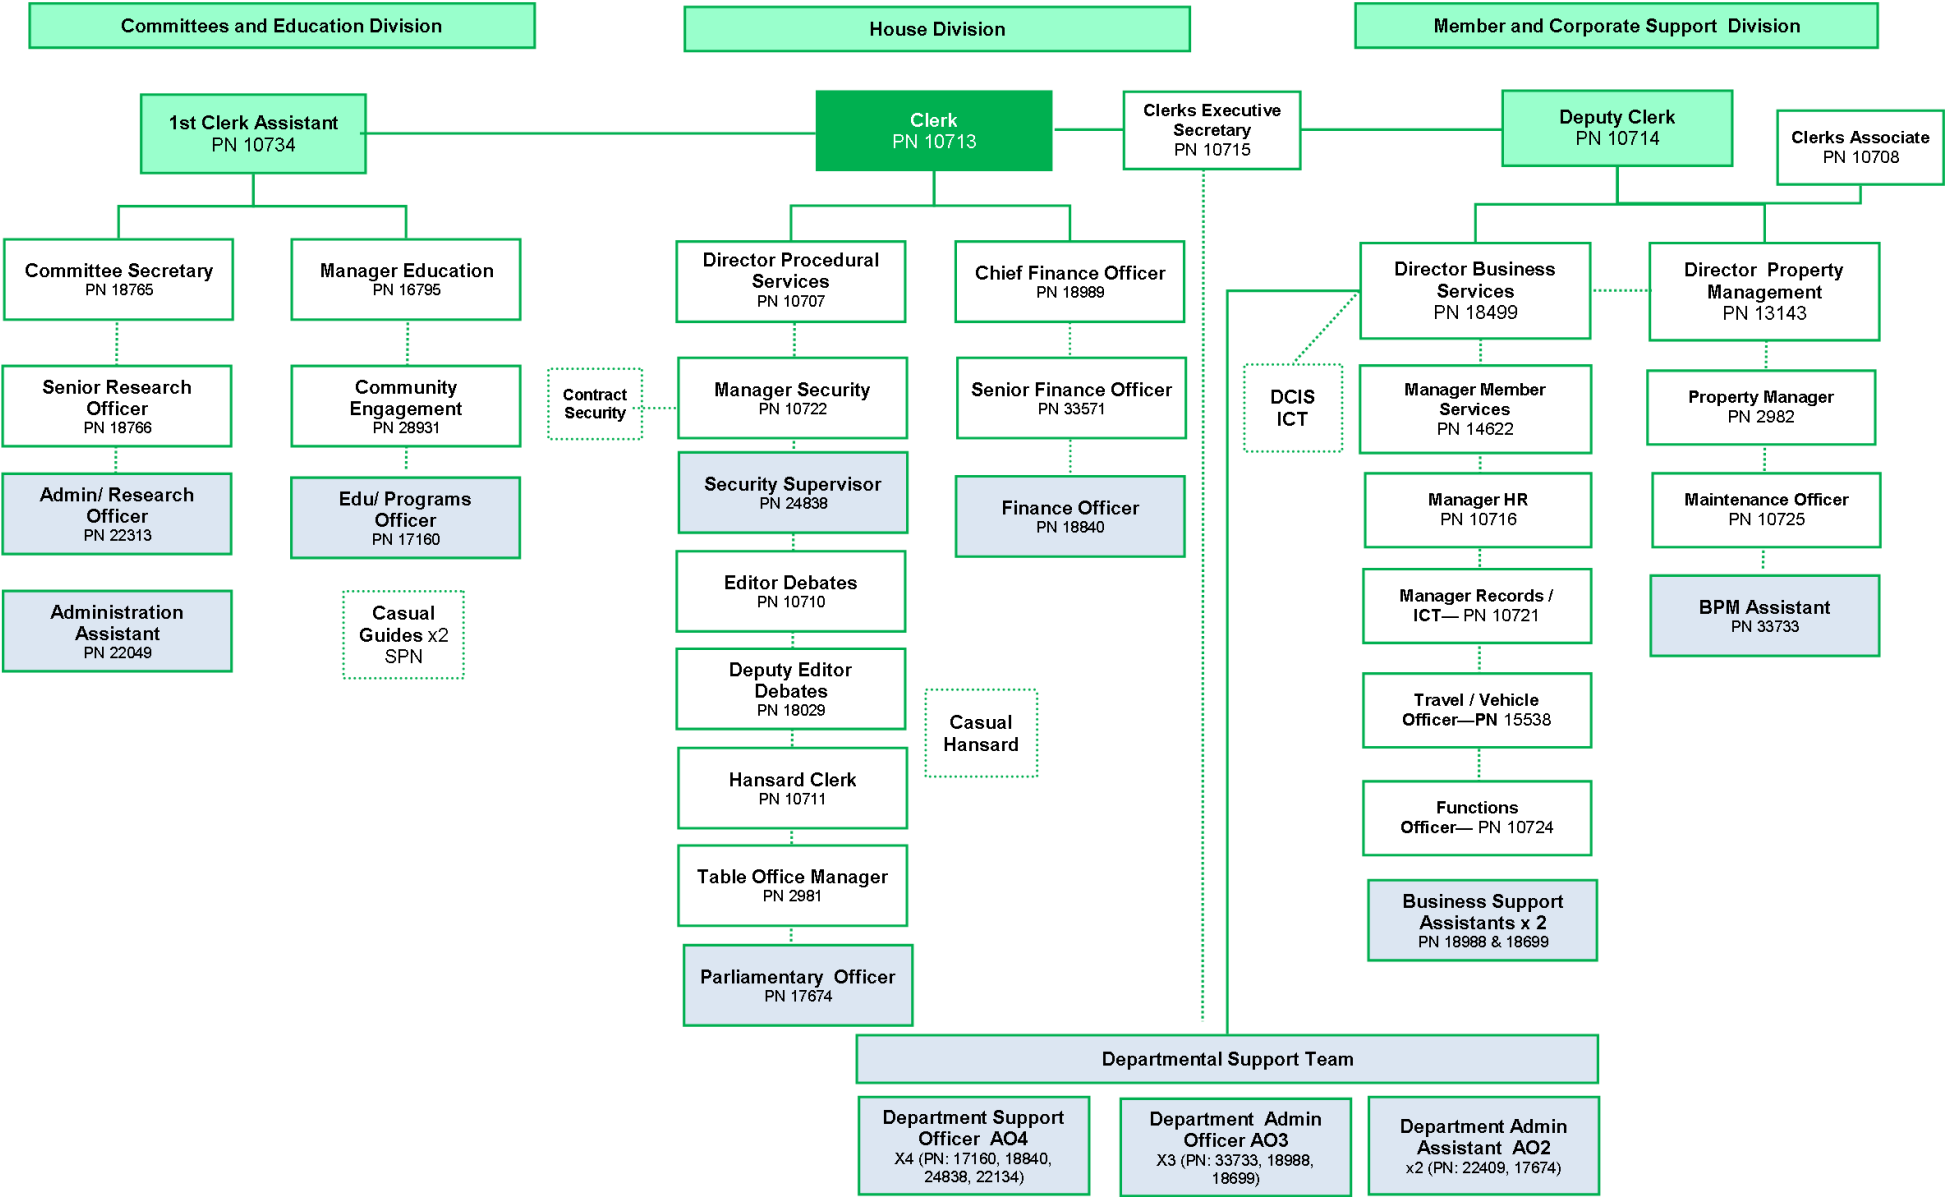 Committees and Education Division
House Division
Member and Corporate Support  Division
1st Clerk Assistant
PN 10734
Clerk
PN 10713
Clerks Executive
Secretary
PN 10715
Deputy Clerk
PN 10714
Clerks Associate
PN 10708
Committee Secretary
PN 18765
Manager Education
PN 16795
Director Procedural
Services
PN 10707
Chief Finance Officer
PN 18989
Director Business
Services
PN 18499
Director  Property
Management
PN 13143
Senior Research
Officer
PN 18766
Community
Engagement
PN 28931
Contract
Security
Manager Security
PN 10722
Senior Finance Officer
PN 33571
DCIS
ICT
Manager Member
Services
PN 14622
Property Manager
PN 2982
Admin/ Research
Officer
PN 22313
Edu/ Programs
Officer
PN 17160
Security Supervisor
PN 24838
Finance Officer
PN 18840
Manager HR
PN 10716
Maintenance Officer
PN 10725
Administration
Assistant
PN 22049
Casual
Guides x2
SPN
Editor Debates
PN 10710
Manager Records /
ICT— PN 10721
BPM Assistant
PN 33733
Deputy Editor
Debates
PN 18029
Casual
Hansard
Travel / Vehicle
Officer—PN 15538
Hansard Clerk
PN 10711
Functions
Officer— PN 10724
Table Office Manager
PN 2981
Business Support
Assistants x 2
PN 18988 & 18699
Parliamentary  Officer
PN 17674
Departmental Support Team
Department Support
Officer  AO4
X4 (PN: 17160, 18840,
24838, 22134)
Department  Admin
Officer AO3
X3 (PN: 33733, 18988,
18699)
Department Admin
Assistant  AO2
x2 (PN: 22409, 17674)